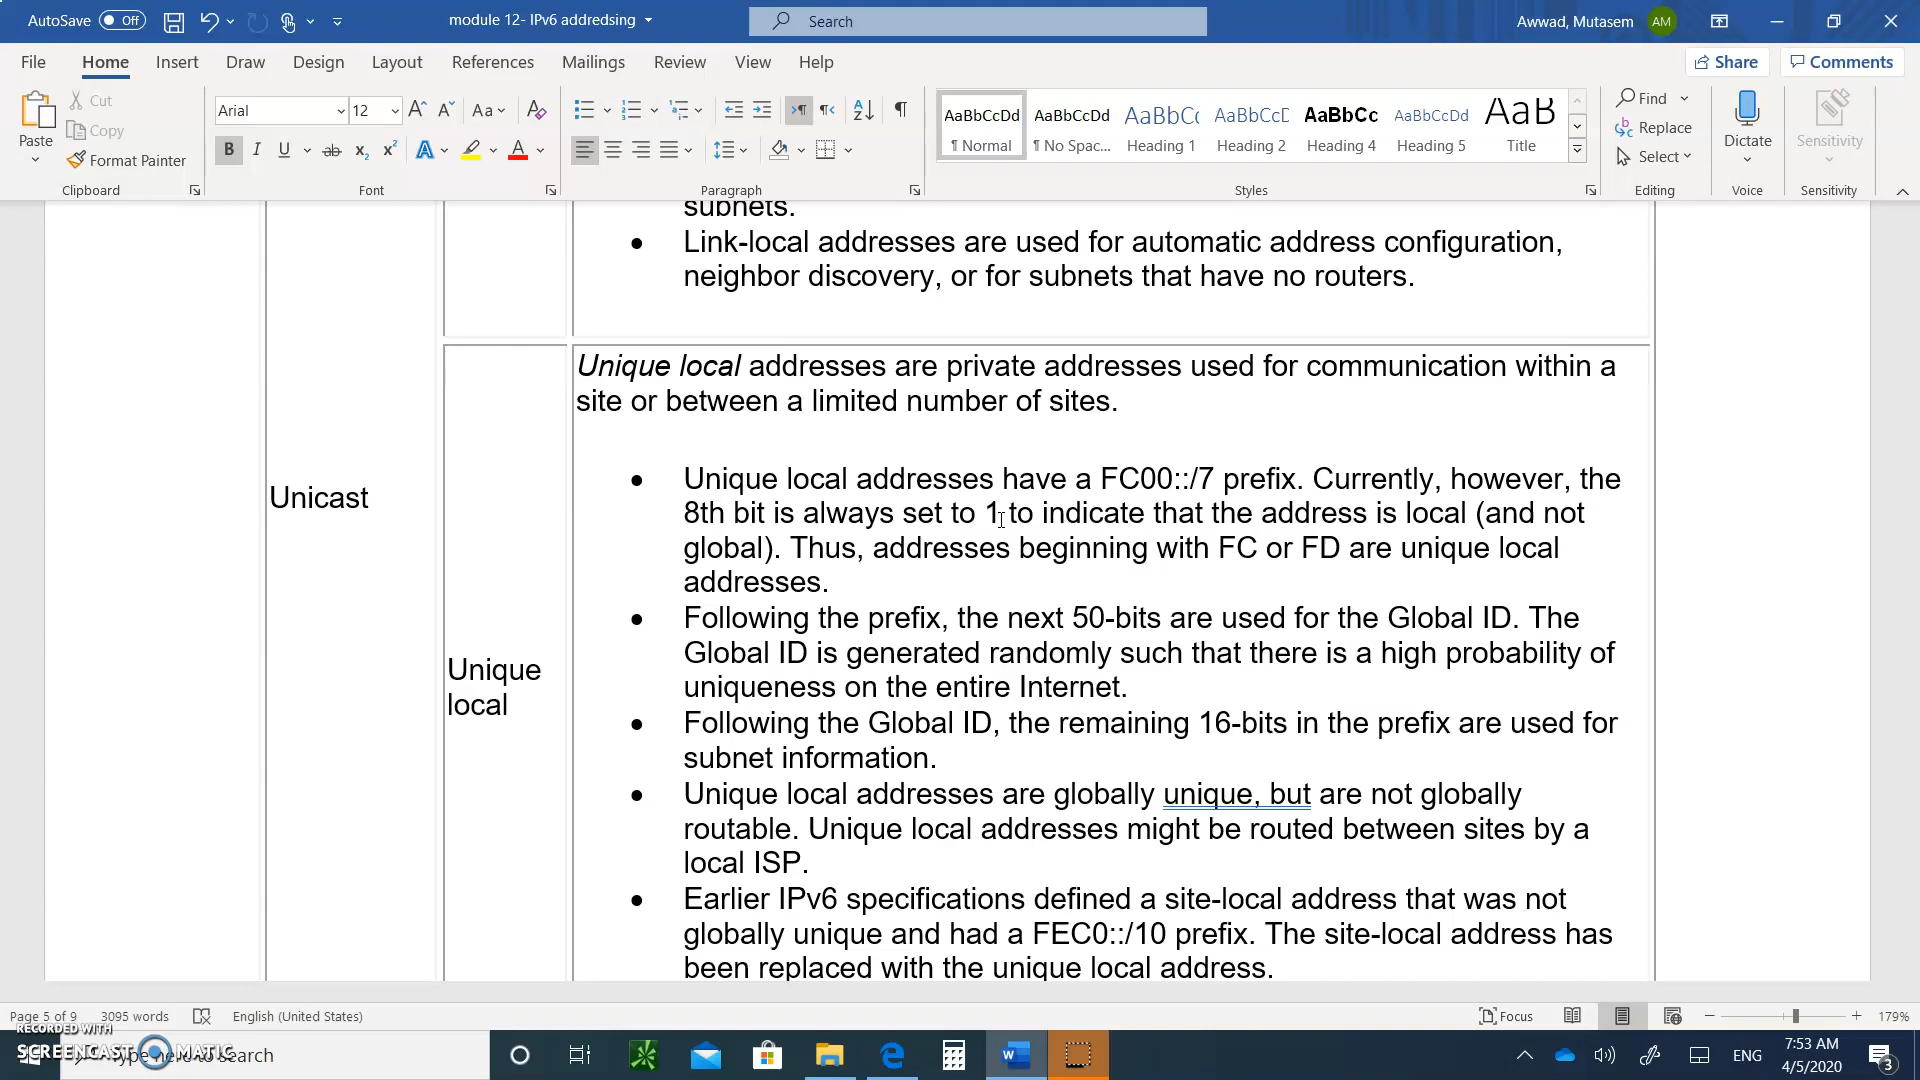 AutoSave Off
module 12- IPv6 addredsing
Search
Awwad, Mutasem
AM
File Home Insert Draw Design Layout References Mailings Review View Help
Share
Comments
Paste
Cut
Copy
Format Painter
Clipboard
Arial
12
Font
Paragraph
AaBbCcDd
¶ Normal
AaBbCcDd
¶ No Spac...
AaBbCc
Heading 1
AaBbCcE
Heading 2
AaBbCc
Heading 4
AaBbCcDd
Heading 5
AaB
Title
Styles
Find
Replace
Select
Editing
Dictate
Voice
Sensitivity
Sensitivity
subnets.
• Link-local addresses are used for automatic address configuration,
neighbor discovery, or for subnets that have no routers.
Unicast
Unique
local
Unique local addresses are private addresses used for communication within a
site or between a limited number of sites.
• Unique local addresses have a FC00::/7 prefix. Currently, however, the
8th bit is always set to 1 to indicate that the address is local (and not
global). Thus, addresses beginning with FC or FD are unique local
addresses.
• Following the prefix, the next 50-bits are used for the Global ID. The
Global ID is generated randomly such that there is a high probability of
uniqueness on the entire Internet.
• Following the Global ID, the remaining 16-bits in the prefix are used for
subnet information.
• Unique local addresses are globally unique, but are not globally
routable. Unique local addresses might be routed between sites by a
local ISP.
• Earlier IPv6 specifications defined a site-local address that was not
globally unique and had a FEC0::/10 prefix. The site-local address has
been replaced with the unique local address.
Page 5 of 9
3095 words
English (United States)
Focus
179%
RECORDED WITH
SCREENCAST MATIC
Type here to search
ENG
7:53 AM
4/5/2020
3